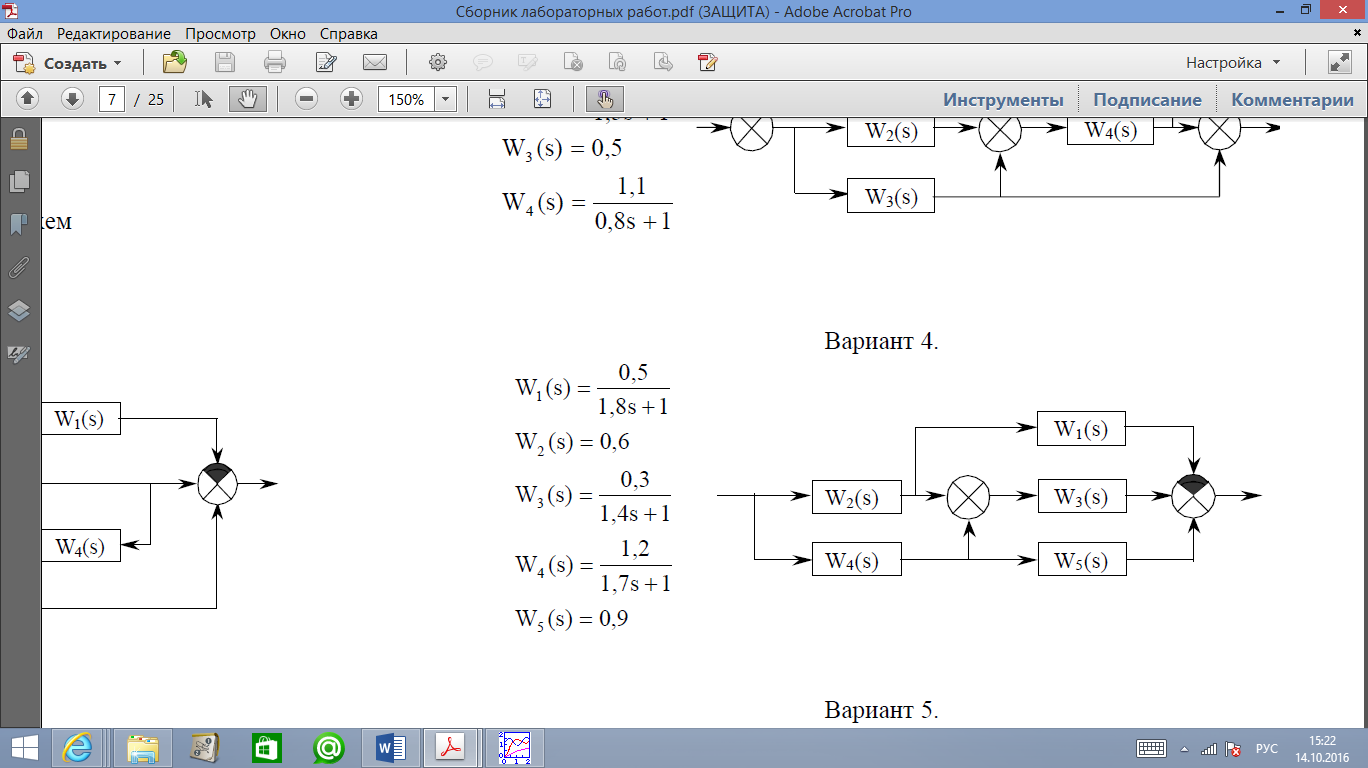 Сборник лабораторных работ.pdf (ЗАЩИТА) - Adobe Acrobat Pro
Файл Редактирование Просмотр Окно Справка
Создать Настройка
7 / 25 150% Инструменты Подписание Комментарии
W₃(s) = 0,5
W₄(s) = 1,1 / 0,8s + 1
W₂(s) W₄(s)
W₃(s)
Вариант 4.
W₁(s)
W₄(s)
W₁(s) = 0,5 / 1,8s + 1
W₂(s) = 0,6
W₃(s) = 0,3 / 1,4s + 1
W₄(s) = 1,2 / 1,7s + 1
W₅(s) = 0,9
W₁(s)
W₂(s) W₃(s)
W₄(s) W₅(s)
Вариант 5.
РУС
15:22
14.10.2016